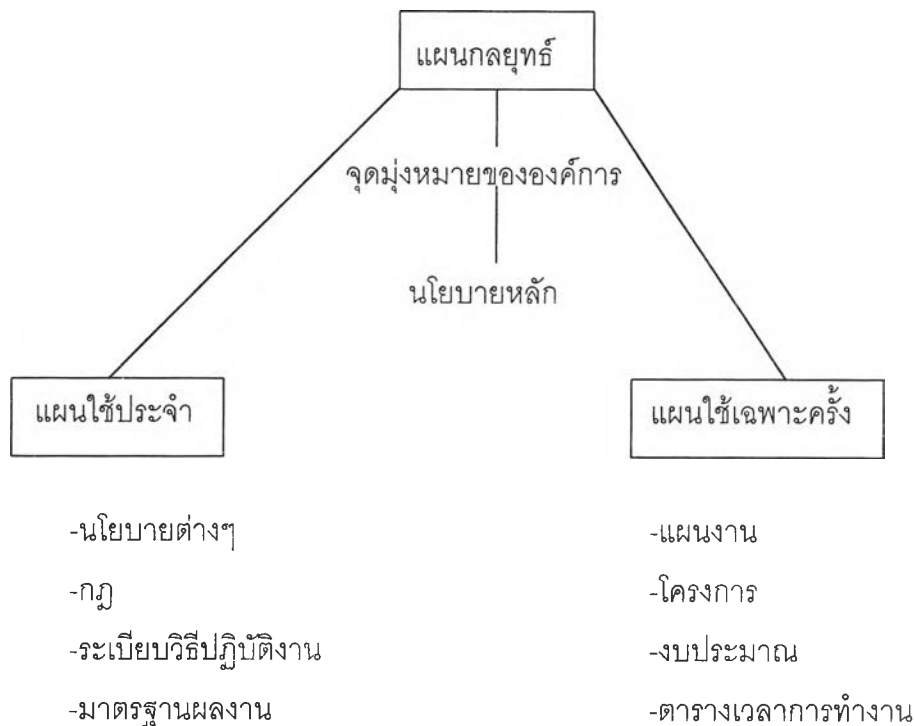 แผนกลยุทธ์
จุดมุ่งหมายขององค์การ
นโยบายหลัก
แผนใช้ประจำ
แผนใช้เฉพาะครั้ง
-นโยบายต่างๆ
-กฎ
-ระเบียบวิธีปฏิบัติงาน
-มาตรฐานผลงาน
-แผนงาน
-โครงการ
-งบประมาณ
-ตารางเวลาการทำงาน